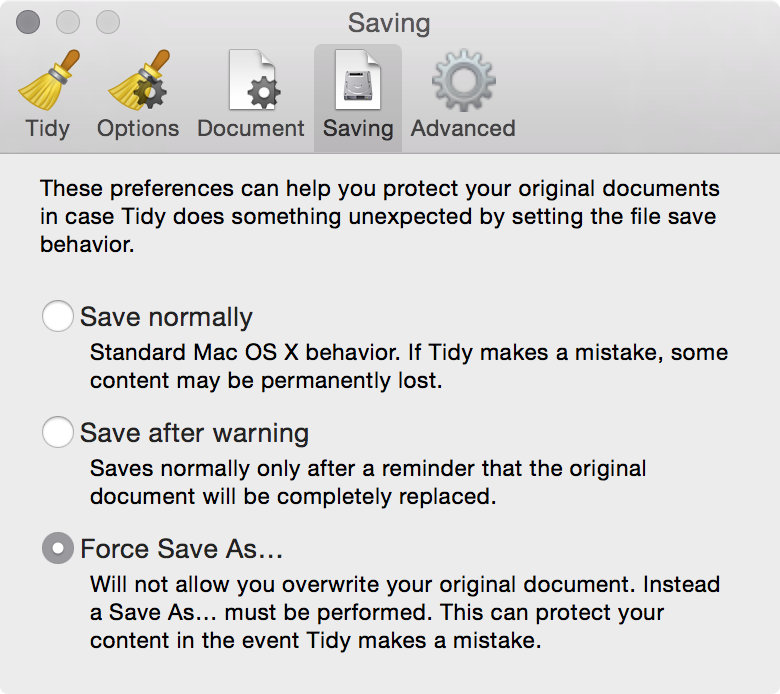 Saving
Tidy Options Document Saving Advanced
These preferences can help you protect your original documents
in case Tidy does something unexpected by setting the file save
behavior.
Save normally
Standard Mac OS X behavior. If Tidy makes a mistake, some
content may be permanently lost.
Save after warning
Saves normally only after a reminder that the original
document will be completely replaced.
Force Save As...
Will not allow you overwrite your original document. Instead
a Save As... must be performed. This can protect your
content in the event Tidy makes a mistake.